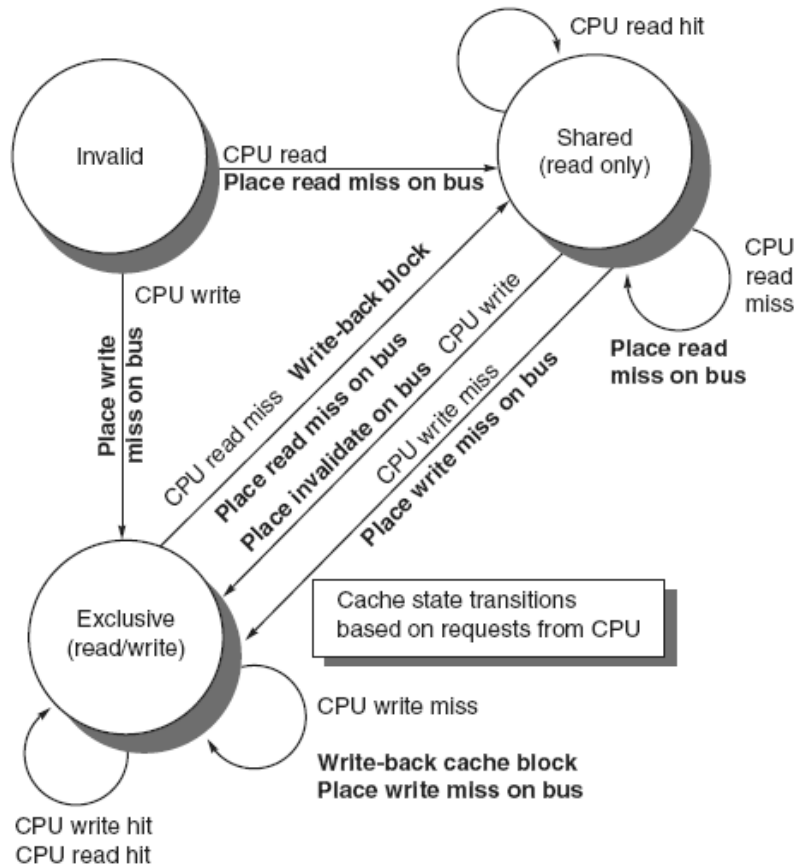 CPU read hit
Invalid
Shared
(read only)
CPU read
Place read miss on bus
CPU
read
miss
Place read
miss on bus
CPU write
Place write
miss on bus
CPU read miss
Write-back block
Place read miss on bus
Place invalidate on bus
CPU write
CPU write miss
Place write miss on bus
Exclusive
(read/write)
Cache state transitions
based on requests from CPU
CPU write miss
Write-back cache block
Place write miss on bus
CPU write hit
CPU read hit